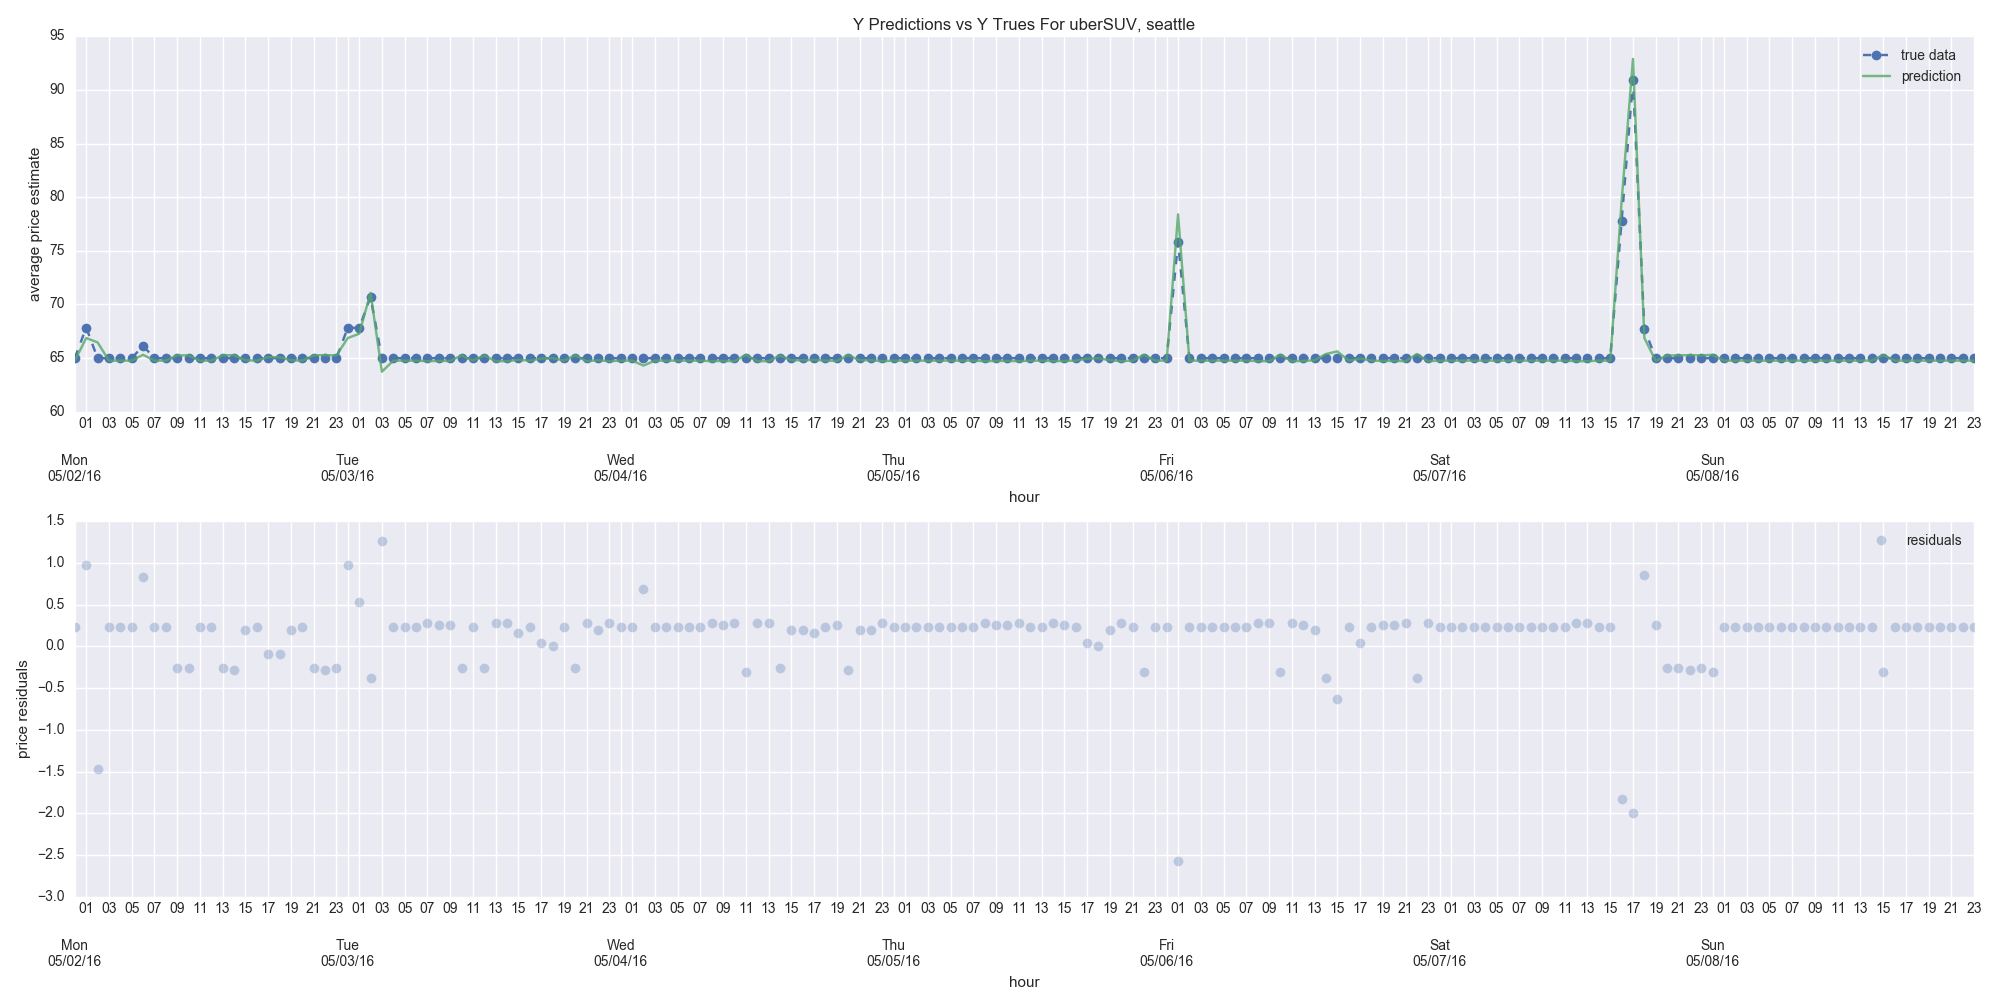 Y Predictions vs Y Trues For uberSUV, seattle
95
90
85
80
75
70
65
60
average price estimate
true data
prediction
01 03 05 07 09 11 13 15 17 19 21 23 01 03 05 07 09 11 13 15 17 19 21 23 01 03 05 07 09 11 13 15 17 19 21 23 01 03 05 07 09 11 13 15 17 19 21 23 01 03 05 07 09 11 13 15 17 19 21 23 01 03 05 07 09 11 13 15 17 19 21 23 01 03 05 07 09 11 13 15 17 19 21 23
Mon Tue Wed Thu Fri Sat Sun
05/02/16 05/03/16 05/04/16 05/05/16 05/06/16 05/07/16 05/08/16
hour
1.5
1.0
0.5
0.0
−0.5
−1.0
−1.5
−2.0
−2.5
−3.0
price residuals
residuals
01 03 05 07 09 11 13 15 17 19 21 23 01 03 05 07 09 11 13 15 17 19 21 23 01 03 05 07 09 11 13 15 17 19 21 23 01 03 05 07 09 11 13 15 17 19 21 23 01 03 05 07 09 11 13 15 17 19 21 23 01 03 05 07 09 11 13 15 17 19 21 23 01 03 05 07 09 11 13 15 17 19 21 23
Mon Tue Wed Thu Fri Sat Sun
05/02/16 05/03/16 05/04/16 05/05/16 05/06/16 05/07/16 05/08/16
hour